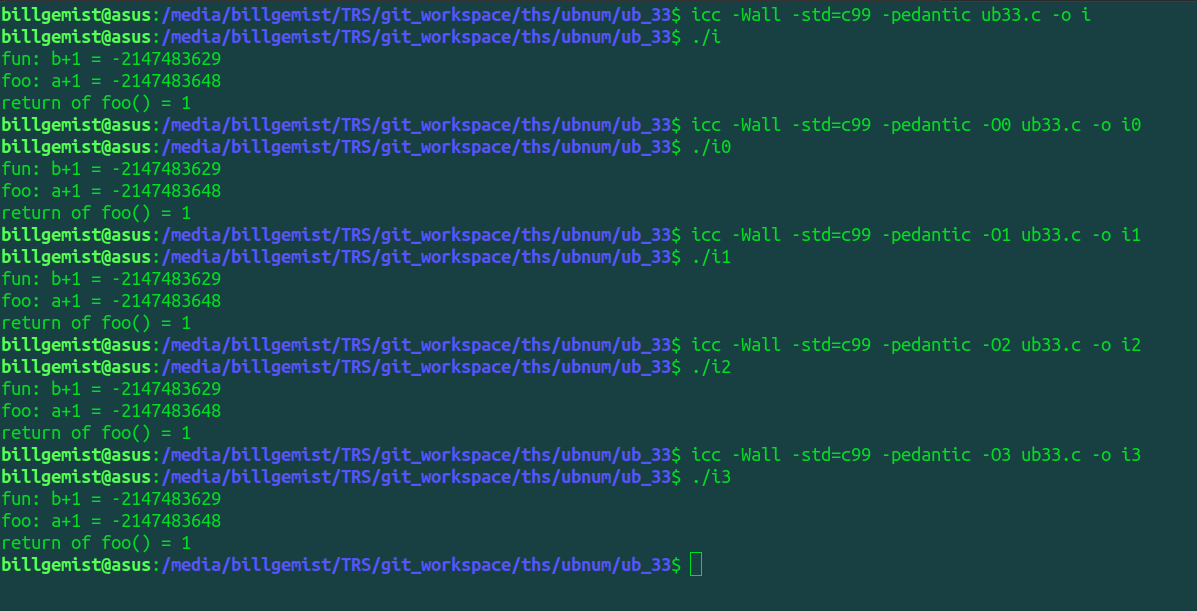 billgemist@asus:/media/billgemist/TRS/git_workspace/ths/ubnum/ub_33$ icc -Wall -std=c99 -pedantic ub33.c -o i
billgemist@asus:/media/billgemist/TRS/git_workspace/ths/ubnum/ub_33$ ./i
fun: b+1 = -2147483629
foo: a+1 = -2147483648
return of foo() = 1
billgemist@asus:/media/billgemist/TRS/git_workspace/ths/ubnum/ub_33$ icc -Wall -std=c99 -pedantic -O0 ub33.c -o i0
billgemist@asus:/media/billgemist/TRS/git_workspace/ths/ubnum/ub_33$ ./i0
fun: b+1 = -2147483629
foo: a+1 = -2147483648
return of foo() = 1
billgemist@asus:/media/billgemist/TRS/git_workspace/ths/ubnum/ub_33$ icc -Wall -std=c99 -pedantic -O1 ub33.c -o i1
billgemist@asus:/media/billgemist/TRS/git_workspace/ths/ubnum/ub_33$ ./i1
fun: b+1 = -2147483629
foo: a+1 = -2147483648
return of foo() = 1
billgemist@asus:/media/billgemist/TRS/git_workspace/ths/ubnum/ub_33$ icc -Wall -std=c99 -pedantic -O2 ub33.c -o i2
billgemist@asus:/media/billgemist/TRS/git_workspace/ths/ubnum/ub_33$ ./i2
fun: b+1 = -2147483629
foo: a+1 = -2147483648
return of foo() = 1
billgemist@asus:/media/billgemist/TRS/git_workspace/ths/ubnum/ub_33$ icc -Wall -std=c99 -pedantic -O3 ub33.c -o i3
billgemist@asus:/media/billgemist/TRS/git_workspace/ths/ubnum/ub_33$ ./i3
fun: b+1 = -2147483629
foo: a+1 = -2147483648
return of foo() = 1
billgemist@asus:/media/billgemist/TRS/git_workspace/ths/ubnum/ub_33$